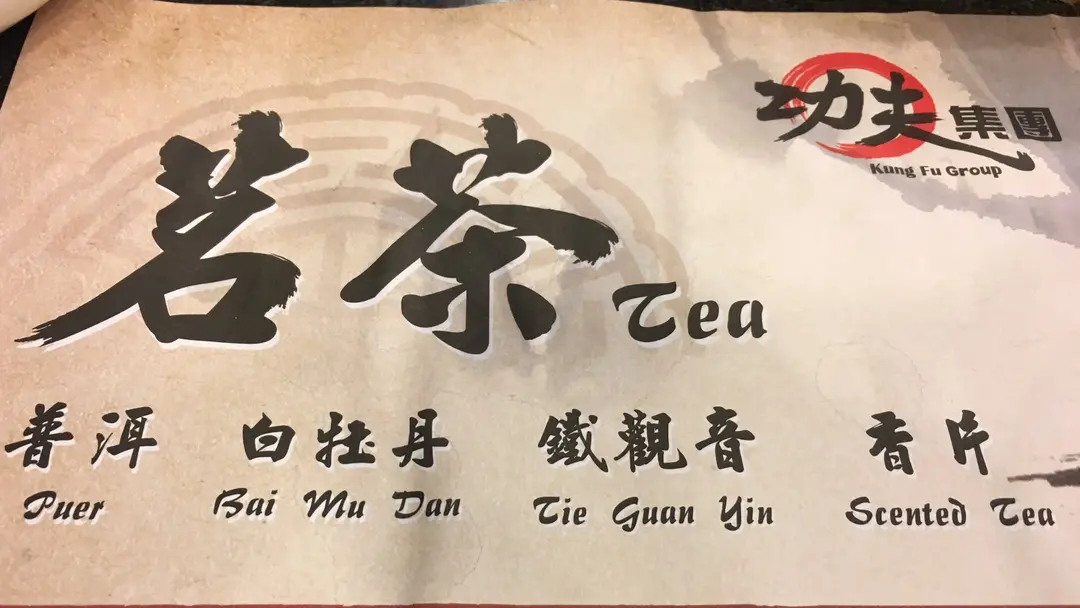 功夫集團
Kung Fu Group
茗茶 Tea
普洱 白牡丹 鐵觀音 香片
Puer Bai Mu Dan Tie Guan Yin Scented Tea